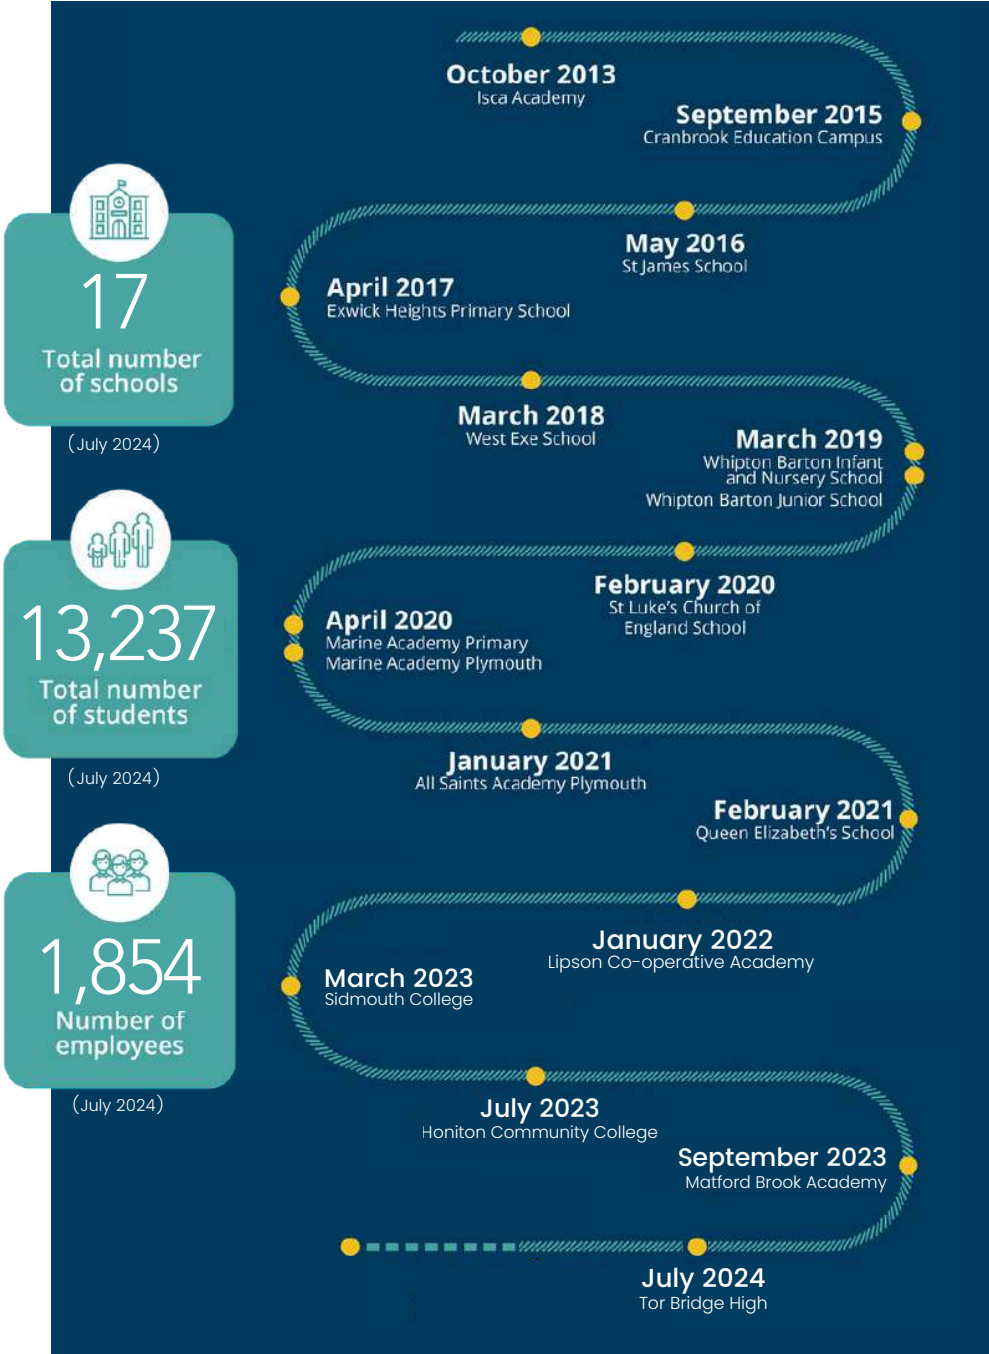 October 2013
Isca Academy
September 2015
Cranbrook Education Campus
May 2016
St James School
April 2017
Exwick Heights Primary School
March 2018
West Exe School
March 2019
Whipton Barton Infant
and Nursery School
Whipton Barton Junior School
February 2020
St Luke's Church of
England School
April 2020
Marine Academy Primary
Marine Academy Plymouth
January 2021
All Saints Academy Plymouth
February 2021
Queen Elizabeth's School
January 2022
Lipson Co-operative Academy
March 2023
Sidmouth College
July 2023
Honiton Community College
September 2023
Matford Brook Academy
July 2024
Tor Bridge High
17
Total number
of schools
(July 2024)
13,237
Total number
of students
(July 2024)
1,854
Number of
employees
(July 2024)